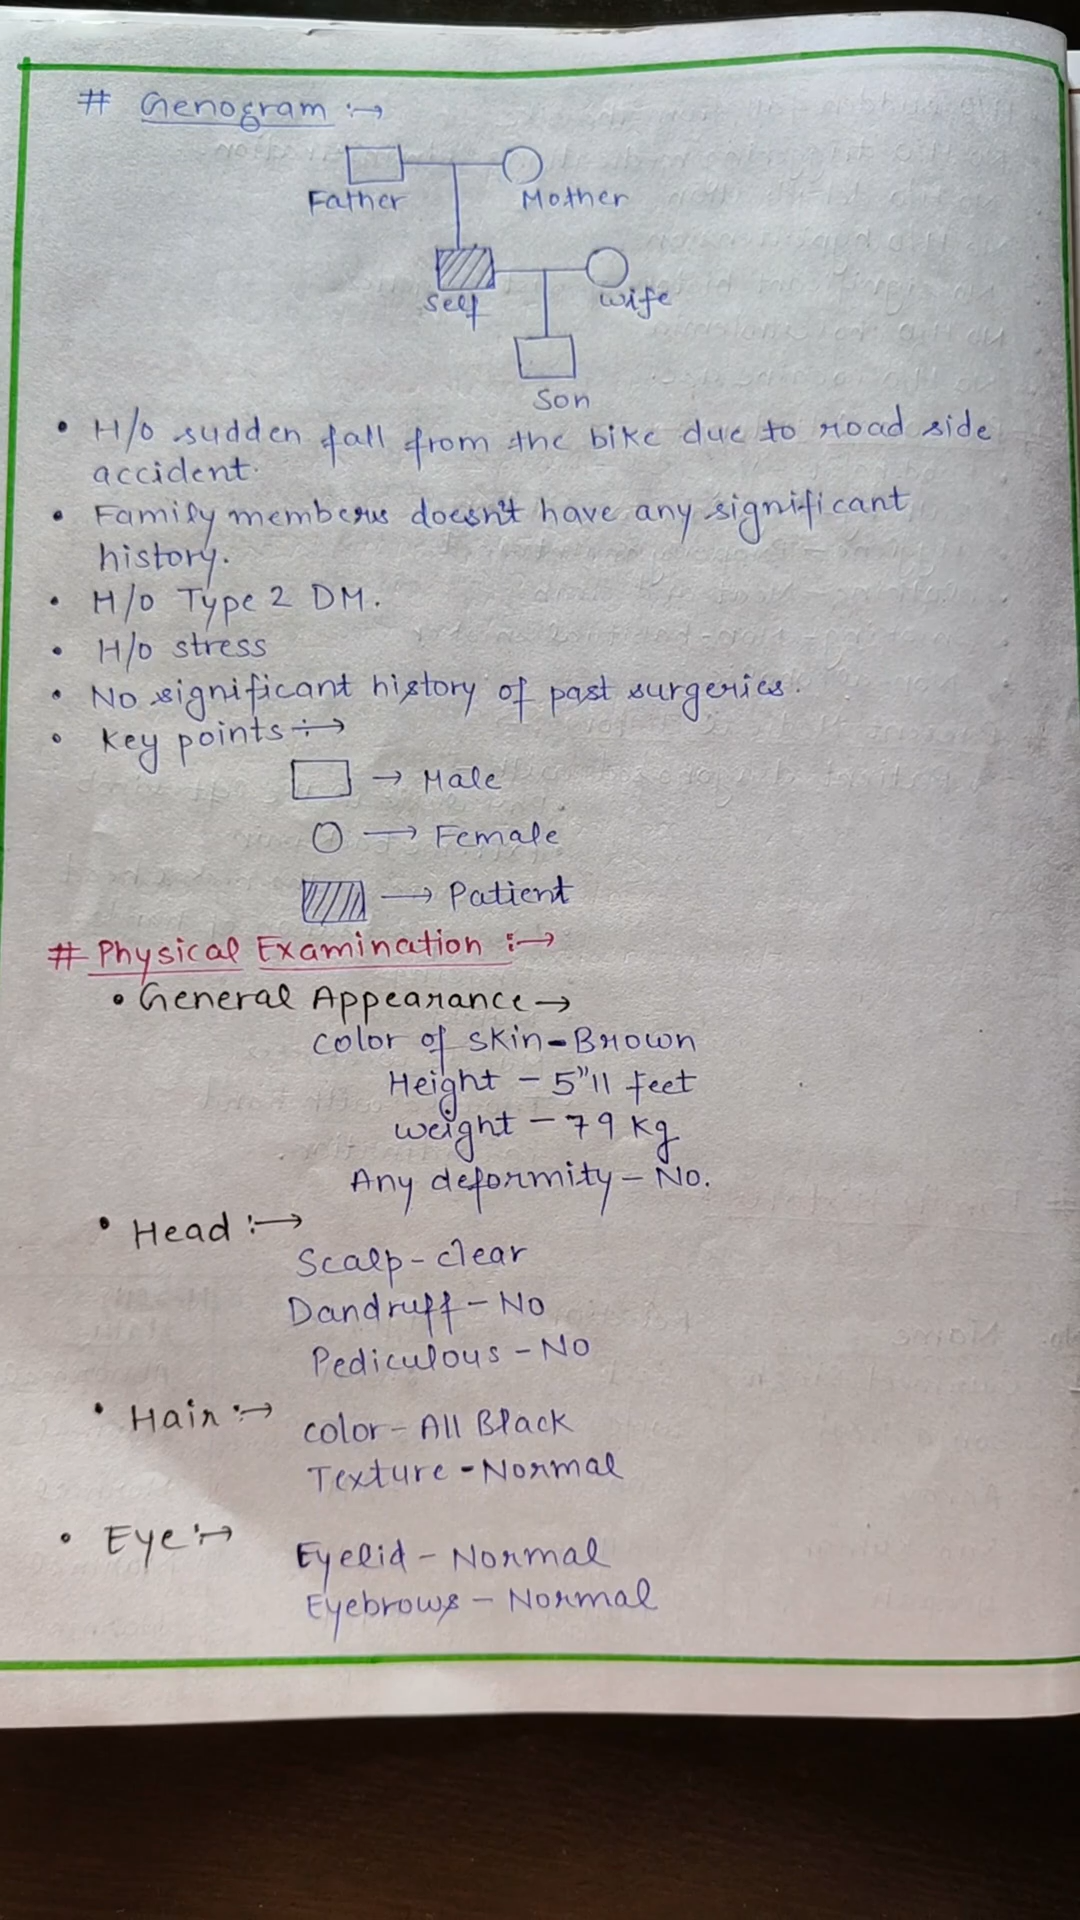 # Genogram :→
Father Mother
Self wife
Son
• H/o sudden fall from the bike due to road side
accident.
• Family members doesn't have any significant
history.
• H/o Type 2 DM.
• H/o stress
• No significant history of past surgeries.
• Key points :→
→ Male
→ Female
→ Patient
# Physical Examination :→
• General Appearance →
color of skin - Brown
Height - 5"11 feet
weight - 79 kg
Any deformity - No.
• Head :→
Scalp - clear
Dandruff - No
Pediculous - No
• Hair :→ color - All Black
Texture - Normal
• Eye :→
Eyelid - Normal
Eyebrows - Normal